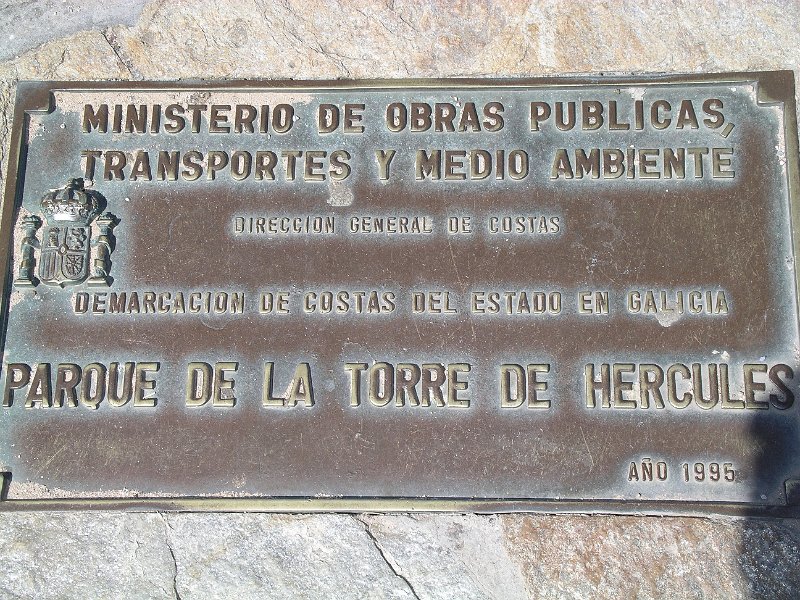 MINISTERIO DE OBRAS PUBLICAS,
TRANSPORTES Y MEDIO AMBIENTE
DIRECCION GENERAL DE COSTAS
DEMARCACION DE COSTAS DEL ESTADO EN GALICIA
PARQUE DE LA TORRE DE HERCULES
AÑO 1995